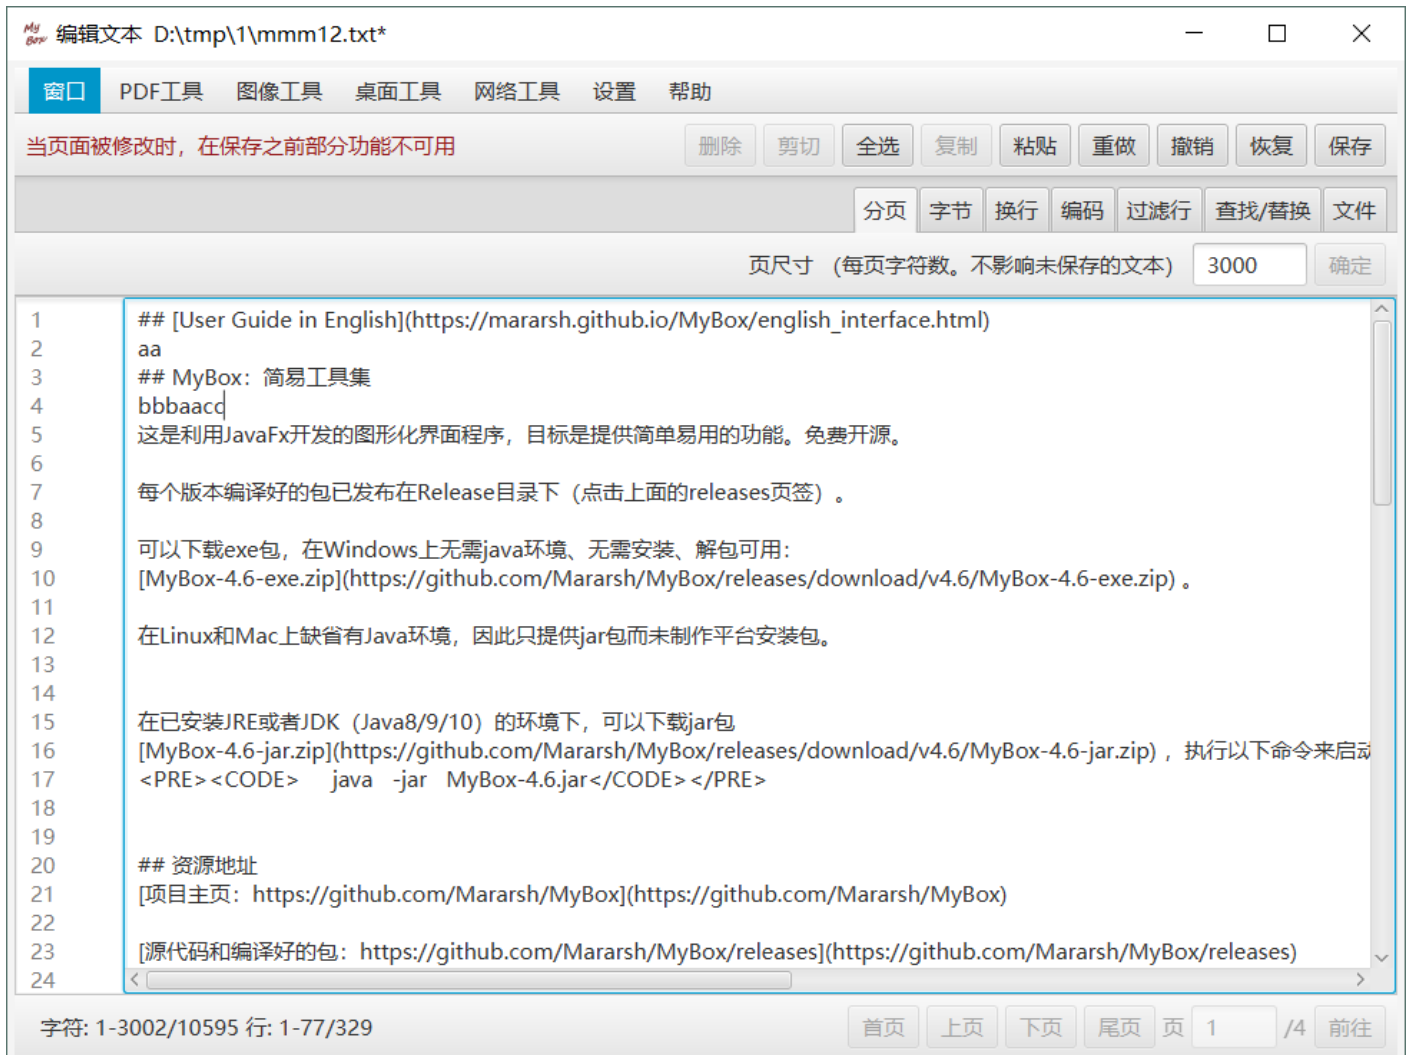 My Box 编辑文本 D:\tmp\1\mmm12.txt*
窗口 PDF工具 图像工具 桌面工具 网络工具 设置 帮助
当页面被修改时，在保存之前部分功能不可用 删除 剪切 全选 复制 粘贴 重做 撤销 恢复 保存
分页 字节 换行 编码 过滤行 查找/替换 文件
页尺寸 （每页字符数。不影响未保存的文本） 3000 确定
1 ## [User Guide in English](https://mararsh.github.io/MyBox/english_interface.html)
2 aa
3 ## MyBox：简易工具集
4 bbbaacc
5 这是利用JavaFx开发的图形化界面程序，目标是提供简单易用的功能。免费开源。
6
7 每个版本编译好的包已发布在Release目录下（点击上面的releases页签）。
8
9 可以下载exe包，在Windows上无需java环境、无需安装、解包可用：
10 [MyBox-4.6-exe.zip](https://github.com/Mararsh/MyBox/releases/download/v4.6/MyBox-4.6-exe.zip) 。
11
12 在Linux和Mac上缺省有Java环境，因此只提供jar包而未制作平台安装包。
13
14
15 在已安装JRE或者JDK（Java8/9/10）的环境下，可以下载jar包
16 [MyBox-4.6-jar.zip](https://github.com/Mararsh/MyBox/releases/download/v4.6/MyBox-4.6-jar.zip) ，执行以下命令来启动
17 <PRE><CODE> java -jar MyBox-4.6.jar</CODE></PRE>
18
19
20 ## 资源地址
21 [项目主页：https://github.com/Mararsh/MyBox](https://github.com/Mararsh/MyBox)
22
23 [源代码和编译好的包：https://github.com/Mararsh/MyBox/releases](https://github.com/Mararsh/MyBox/releases)
24
字符: 1-3002/10595 行: 1-77/329 首页 上页 下页 尾页 页 1 /4 前往